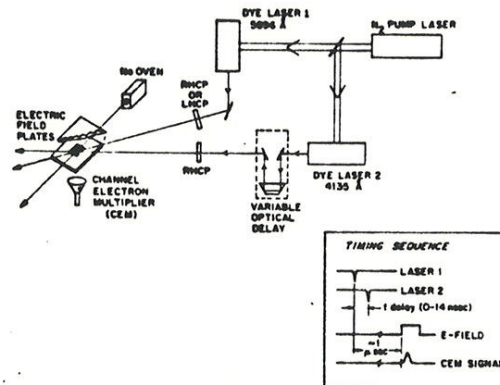 DYE LASER 1
5896 Å
N₂ PUMP LASER
Na OVEN
RHCP
OR
LHCP
ELECTRIC
FIELD
PLATES
RHCP
CHANNEL
ELECTRON
MULTIPLIER
(CEM)
VARIABLE
OPTICAL
DELAY
DYE LASER 2
4135 Å
TIMING SEQUENCE
LASER 1
LASER 2
t delay (0-14 nsec)
E-FIELD
~1
μ sec
CEM SIGNAL